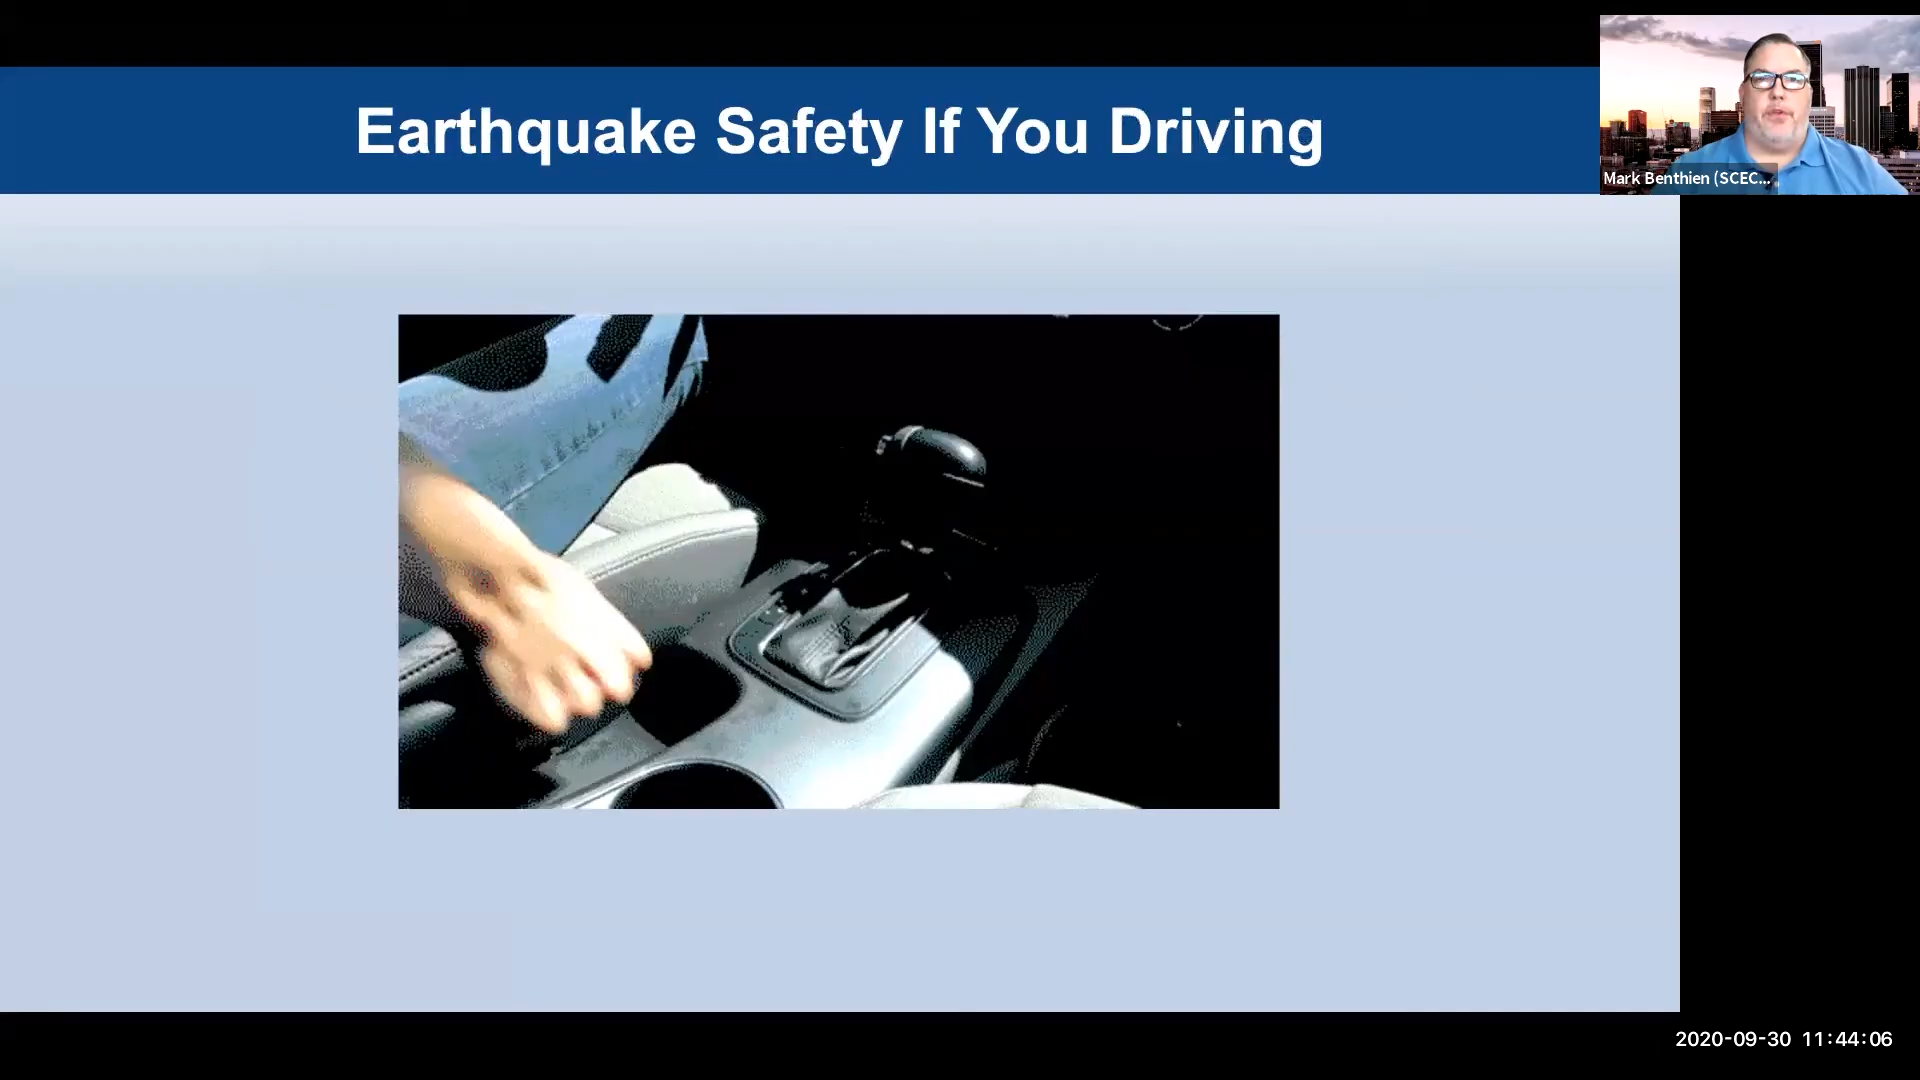 Earthquake Safety If You Driving
Mark Benthien (SCEC...
2020-09-30 11:44:06